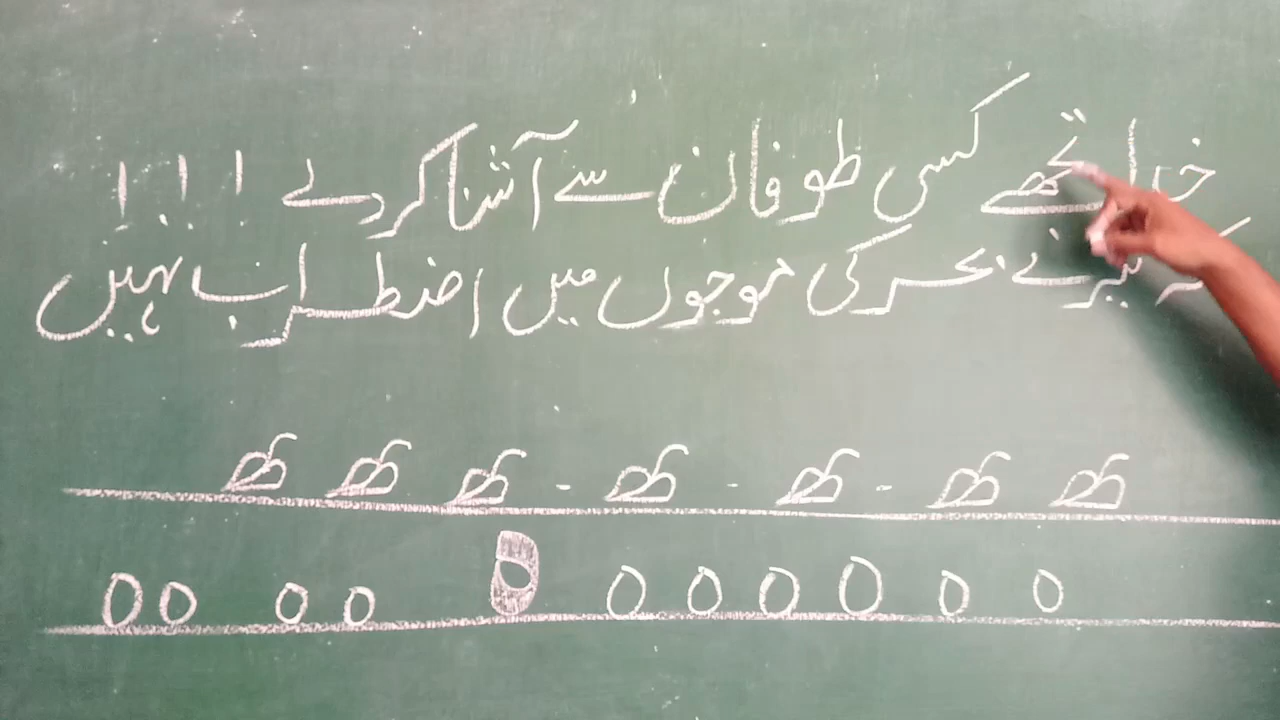 خدا تجھے کسی طوفان سے آشنا کر دے !!!
کہ تیرے بحر کی موجوں میں اضطراب نہیں
ھ ھ - ھ - ھ - ھ ھ ھ
ہ ہ ہ ہ ہ ہ ہ ہ ہ ہ ہ